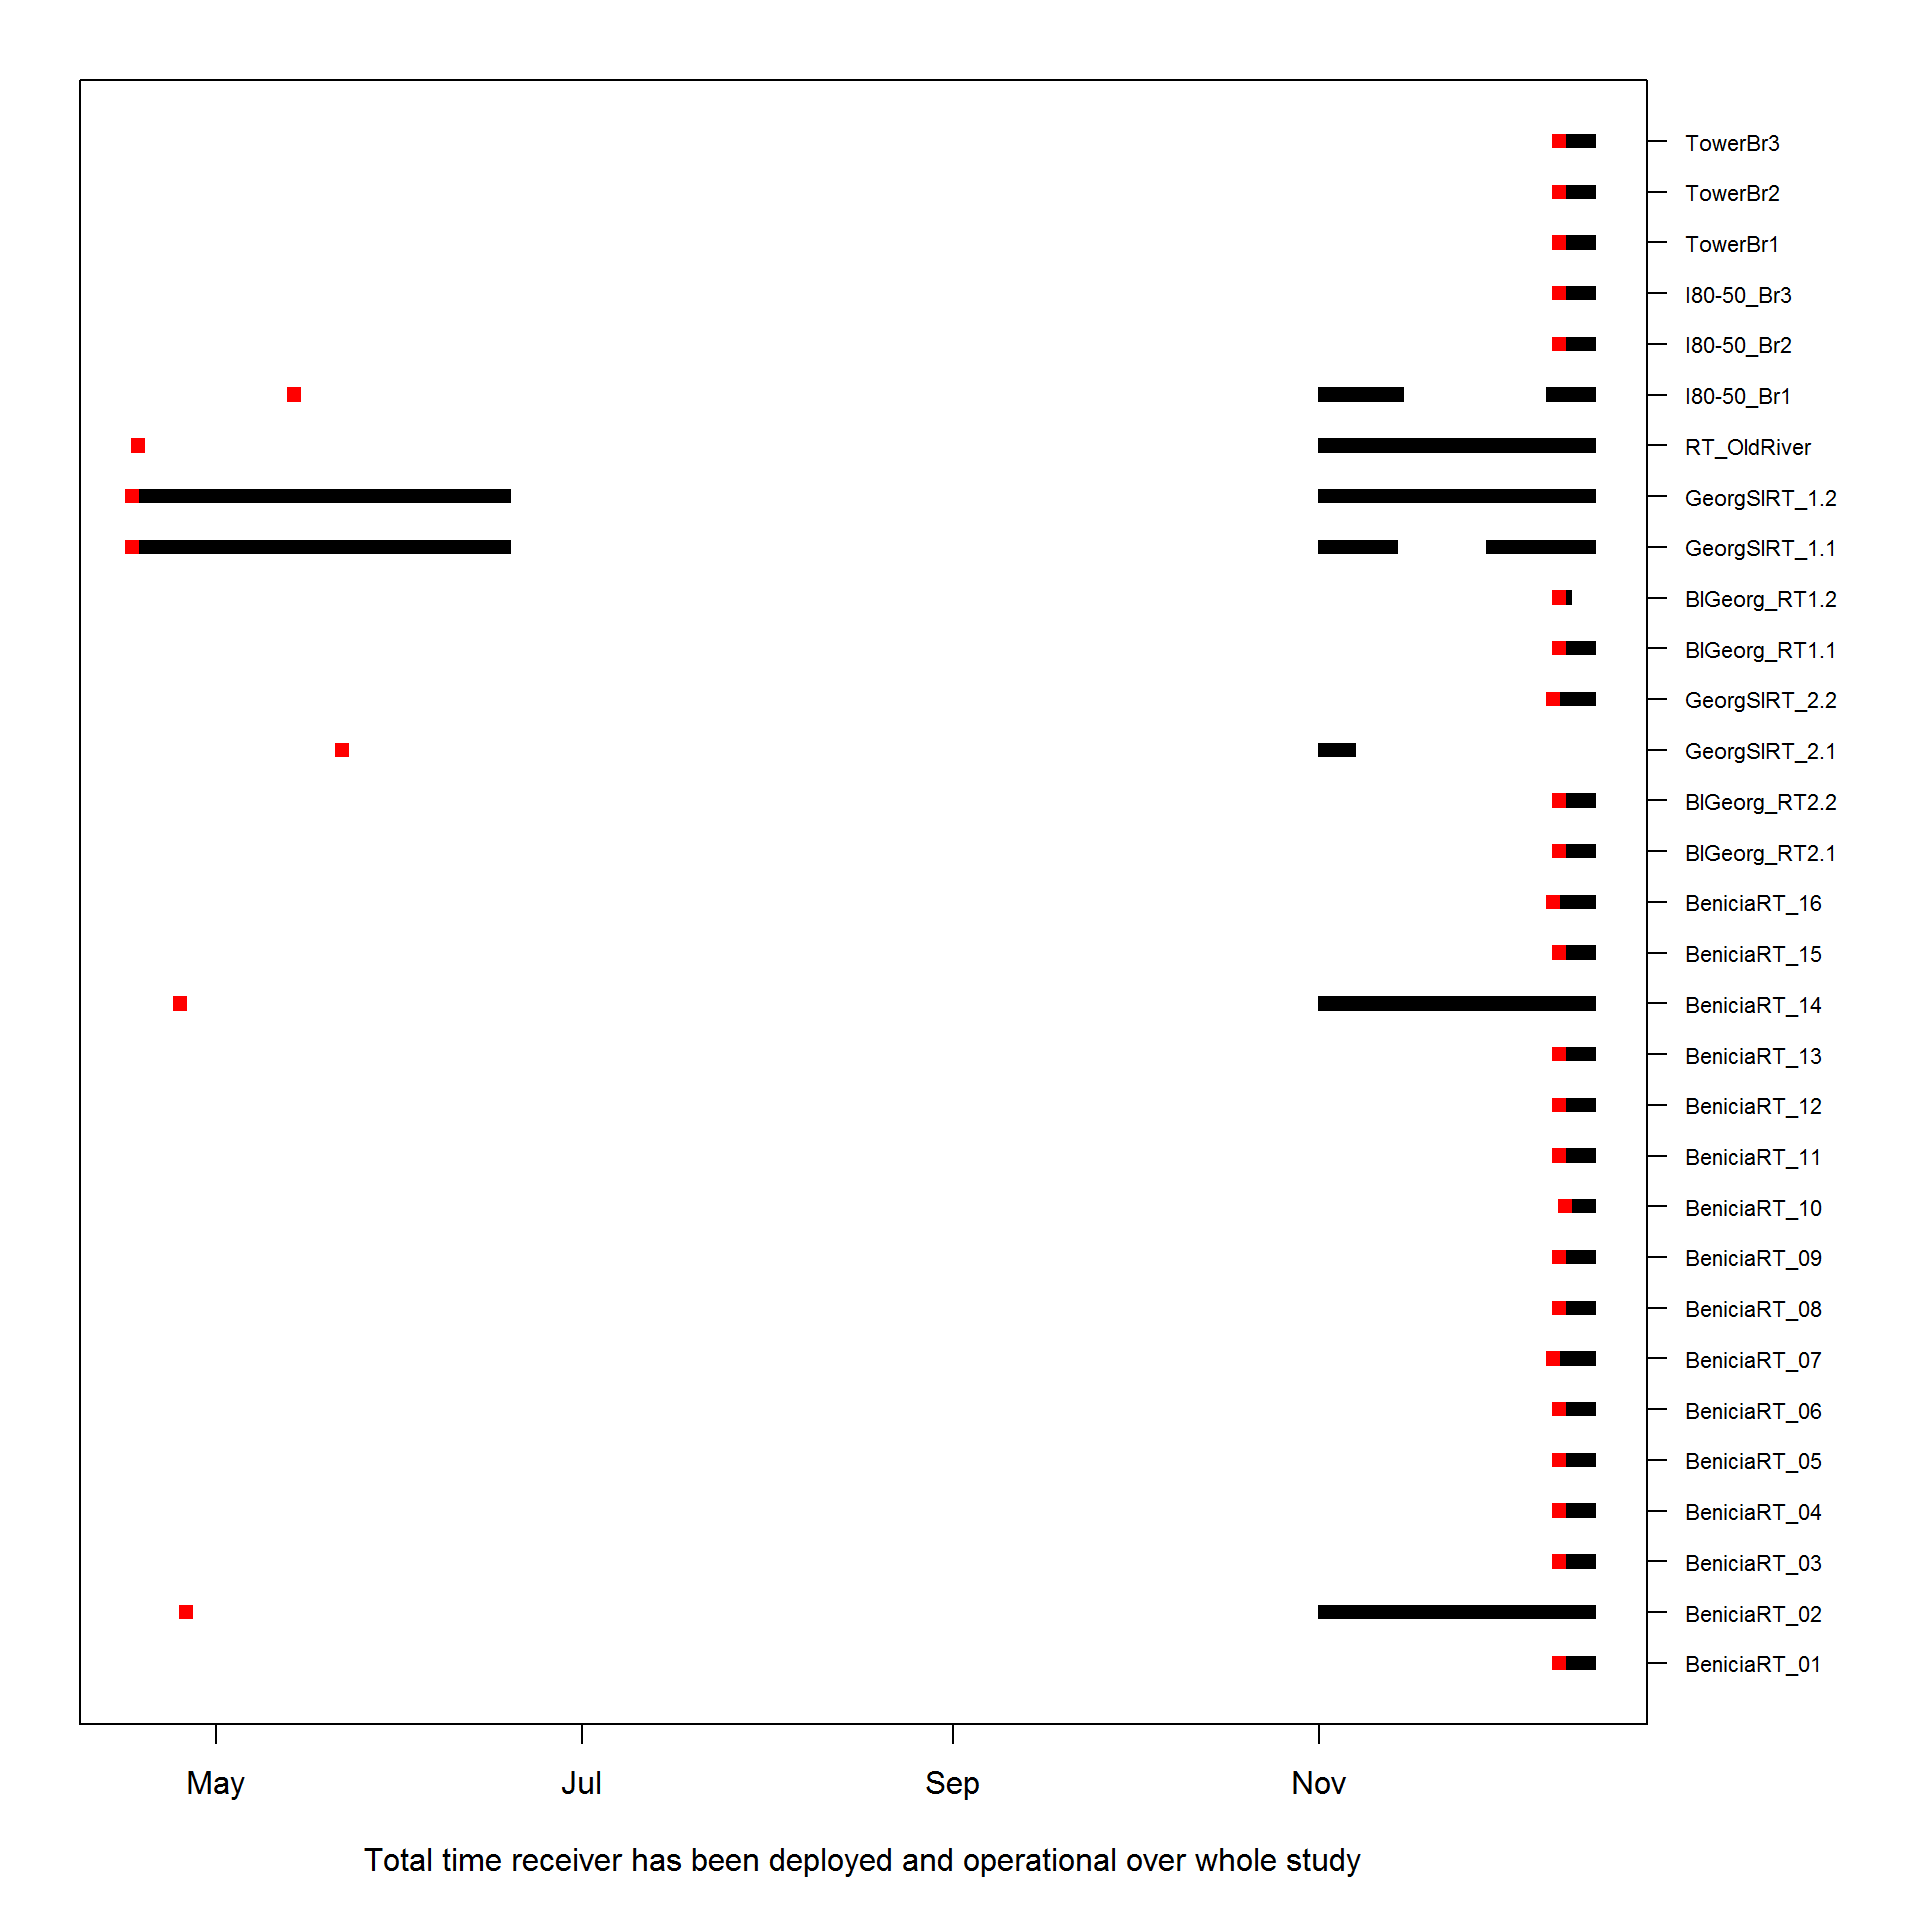 TowerBr3
TowerBr2
TowerBr1
I80-50_Br3
I80-50_Br2
I80-50_Br1
RT_OldRiver
GeorgSlRT_1.2
GeorgSlRT_1.1
BlGeorg_RT1.2
BlGeorg_RT1.1
GeorgSlRT_2.2
GeorgSlRT_2.1
BlGeorg_RT2.2
BlGeorg_RT2.1
BeniciaRT_16
BeniciaRT_15
BeniciaRT_14
BeniciaRT_13
BeniciaRT_12
BeniciaRT_11
BeniciaRT_10
BeniciaRT_09
BeniciaRT_08
BeniciaRT_07
BeniciaRT_06
BeniciaRT_05
BeniciaRT_04
BeniciaRT_03
BeniciaRT_02
BeniciaRT_01
May Jul Sep Nov
Total time receiver has been deployed and operational over whole study